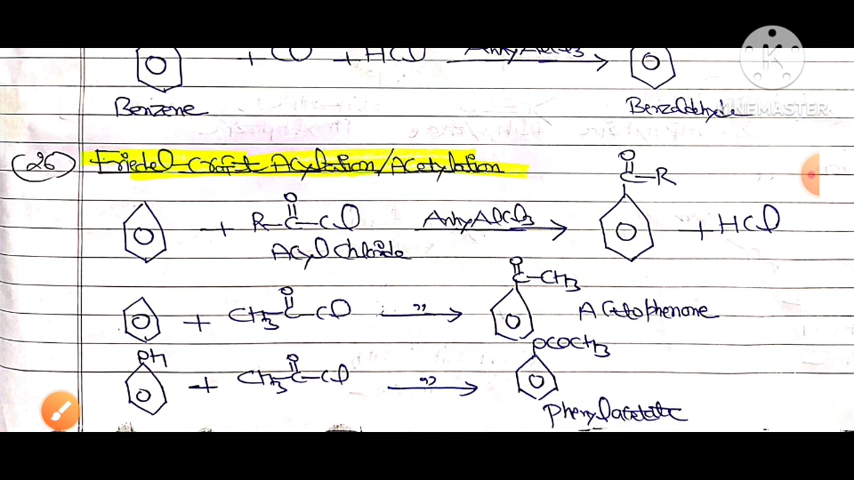 + CO + HCl Anhy AlCl3
Benzene Benzaldehyde
KINEMASTER
(26) Friedel-craft Acylation/Acetylation
O
C-R
+ R-C-Cl Anhy AlCl3 + HCl
O
Acyl Chloride
O
C-CH3
+ CH3-C-Cl ,, Acetophenone
O
OH OCOCH3
+ CH3-C-Cl ,,
O
phenylacetate